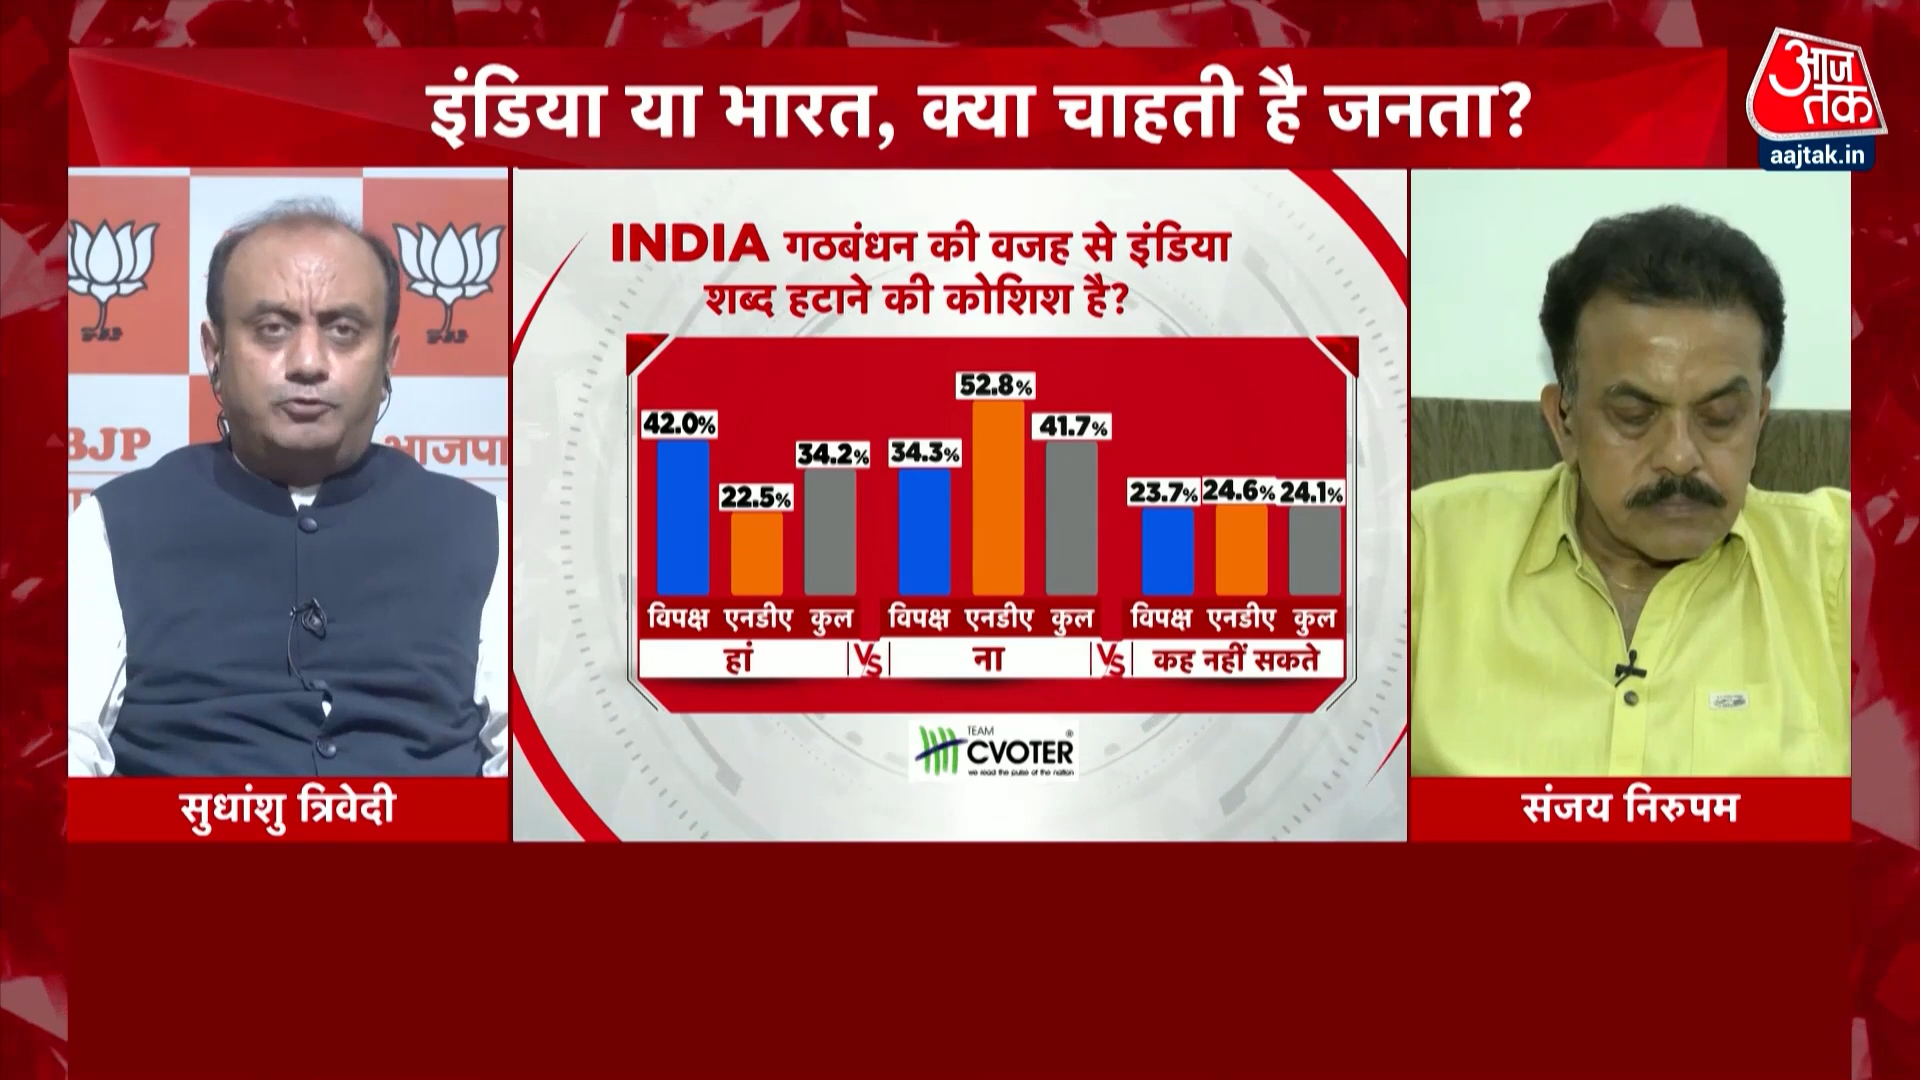 इंडिया या भारत, क्या चाहती है जनता?
आज
तक
aajtak.in
BJP
भाजपा
INDIA गठबंधन की वजह से इंडिया
शब्द हटाने की कोशिश है?
42.0% 22.5% 34.2% 34.3% 52.8% 41.7% 23.7% 24.6% 24.1%
विपक्ष एनडीए कुल विपक्ष एनडीए कुल विपक्ष एनडीए कुल
हां VS ना VS कह नहीं सकते
TEAM
CVOTER®
we read the pulse of the nation
सुधांशु त्रिवेदी
संजय निरुपम